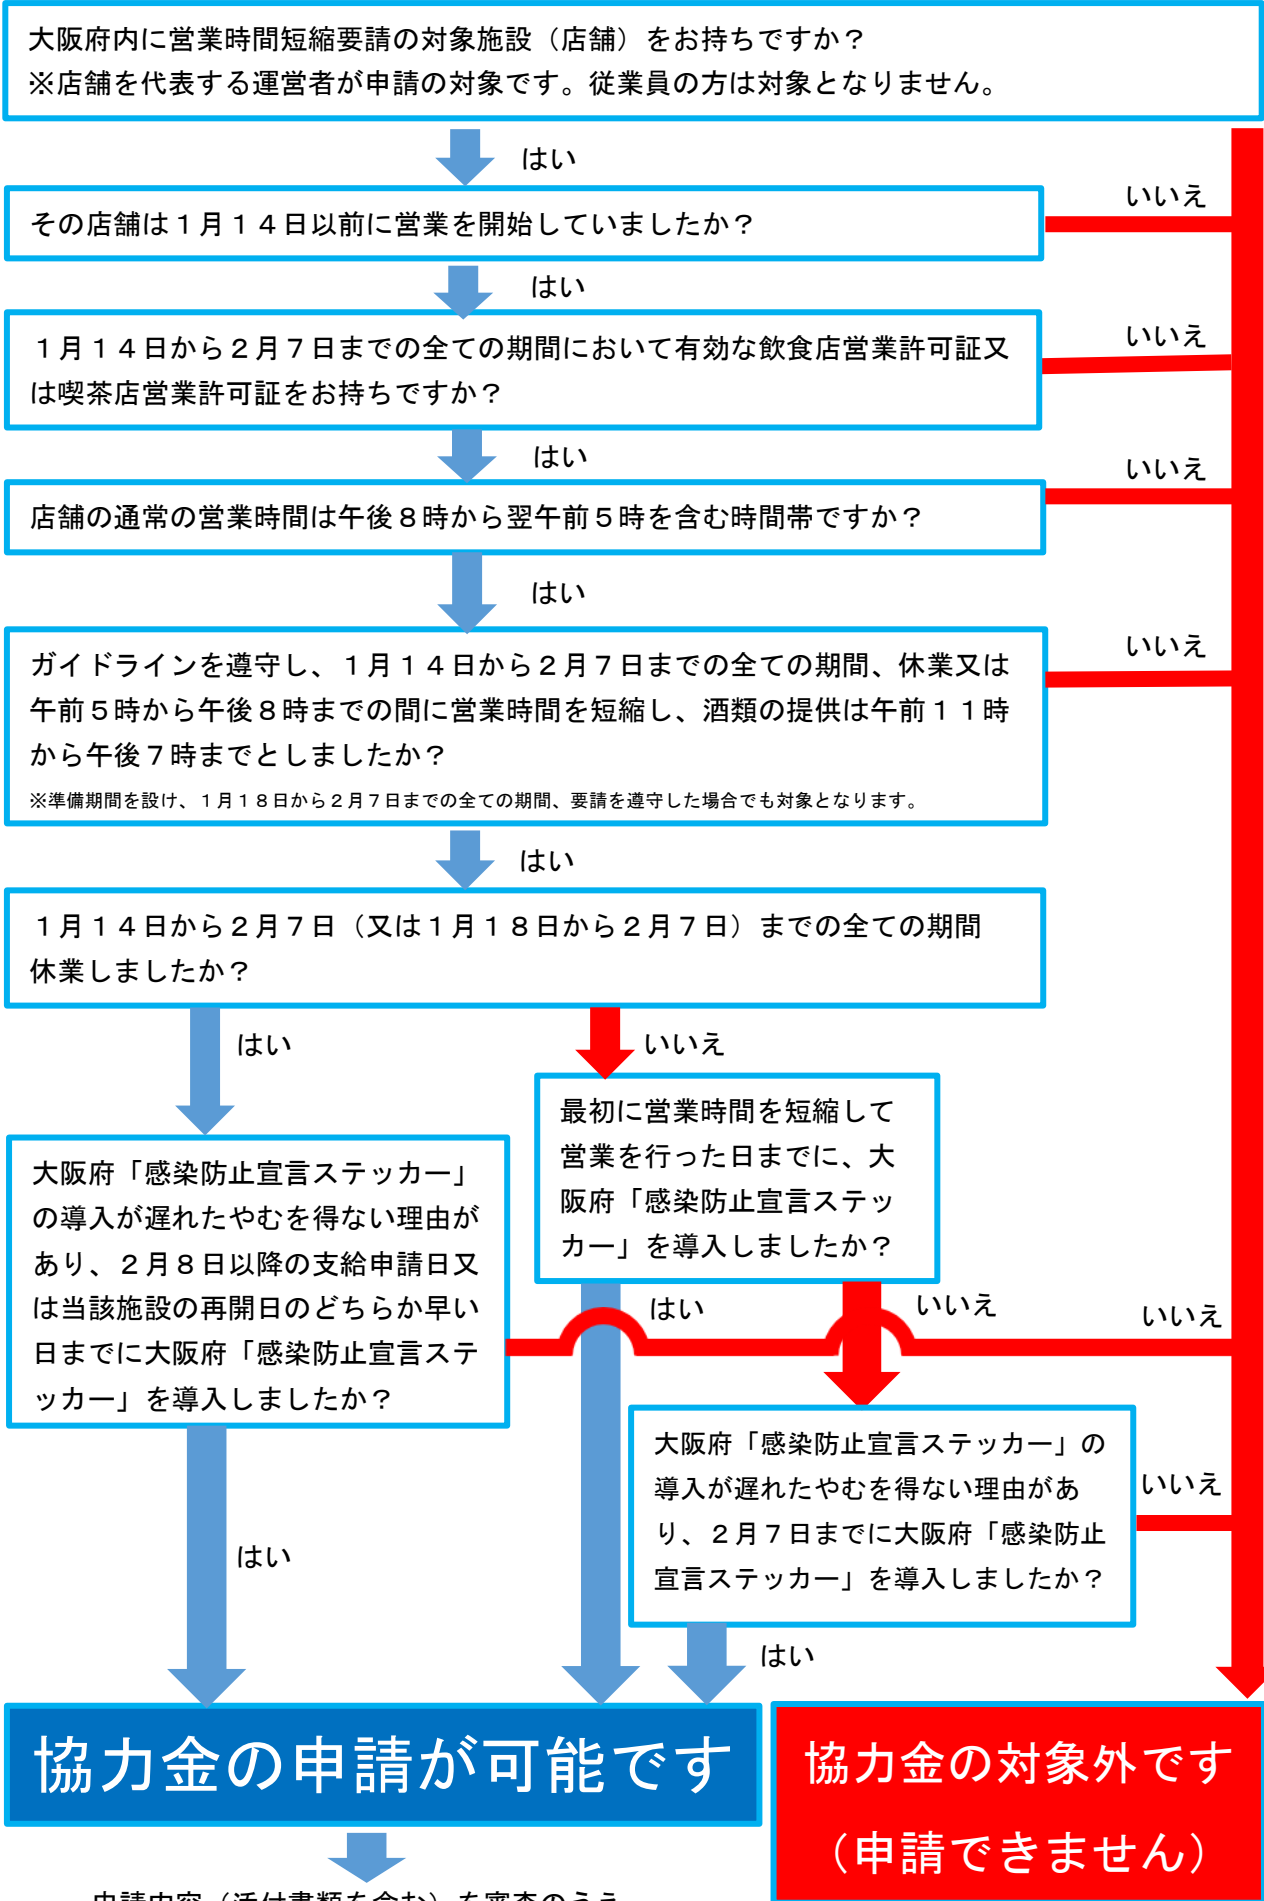 大阪府内に営業時間短縮要請の対象施設（店舗）をお持ちですか？
※店舗を代表する運営者が申請の対象です。従業員の方は対象となりません。
はい
いいえ
その店舗は１月１４日以前に営業を開始していましたか？
はい
いいえ
１月１４日から２月７日までの全ての期間において有効な飲食店営業許可証又
は喫茶店営業許可証をお持ちですか？
はい
いいえ
店舗の通常の営業時間は午後８時から翌午前５時を含む時間帯ですか？
はい
いいえ
ガイドラインを遵守し、１月１４日から２月７日までの全ての期間、休業又は
午前５時から午後８時までの間に営業時間を短縮し、酒類の提供は午前１１時
から午後７時までとしましたか？
※準備期間を設け、１月１８日から２月７日までの全ての期間、要請を遵守した場合でも対象となります。
はい
１月１４日から２月７日（又は１月１８日から２月７日）までの全ての期間
休業しましたか？
はい
いいえ
最初に営業時間を短縮して
営業を行った日までに、大
阪府「感染防止宣言ステッ
カー」を導入しましたか？
大阪府「感染防止宣言ステッカー」
の導入が遅れたやむを得ない理由が
あり、２月８日以降の支給申請日又
は当該施設の再開日のどちらか早い
日までに大阪府「感染防止宣言ステ
ッカー」を導入しましたか？
はい
いいえ
いいえ
大阪府「感染防止宣言ステッカー」の
導入が遅れたやむを得ない理由があ
り、２月７日までに大阪府「感染防止
宣言ステッカー」を導入しましたか？
いいえ
はい
はい
協力金の申請が可能です
協力金の対象外です
（申請できません）
申請内容（添付書類を含む）を審査のうえ